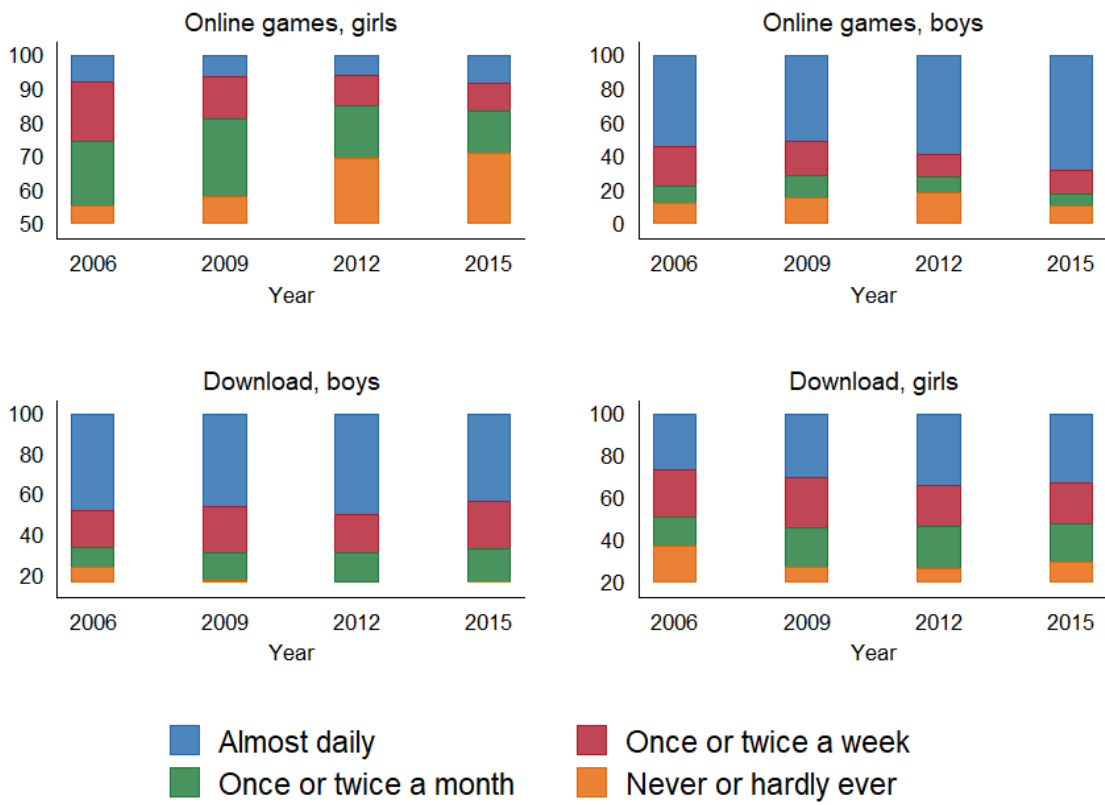 Online games, girls
100
90
80
70
60
50
2006 2009 2012 2015
Year
Online games, boys
100
80
60
40
20
0
2006 2009 2012 2015
Year
Download, boys
100
80
60
40
20
2006 2009 2012 2015
Year
Download, girls
100
80
60
40
20
2006 2009 2012 2015
Year
Almost daily
Once or twice a week
Once or twice a month
Never or hardly ever